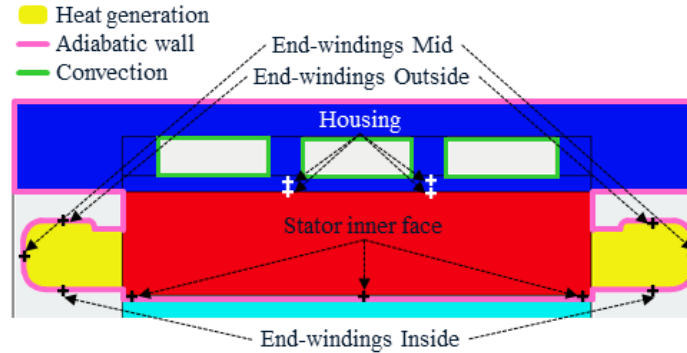 Heat generation
Adiabatic wall
Convection
End-windings Mid
End-windings Outside
Housing
Stator inner face
End-windings Inside